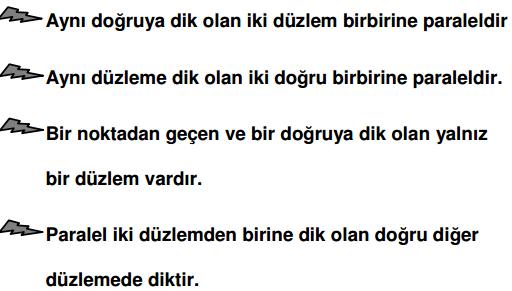 Aynı doğruya dik olan iki düzlem birbirine paraleldir
Aynı düzleme dik olan iki doğru birbirine paraleldir.
Bir noktadan geçen ve bir doğruya dik olan yalnız
bir düzlem vardır.
Paralel iki düzlemden birine dik olan doğru diğer
düzlemede diktir.